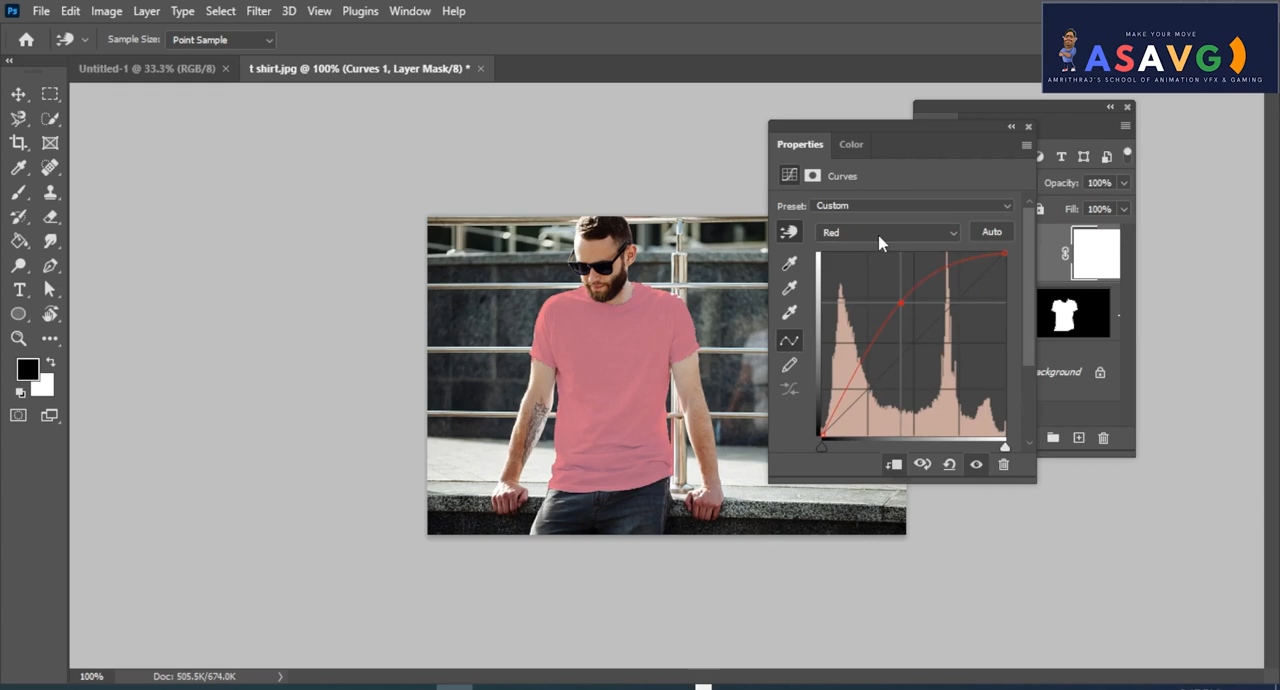 Ps File Edit Image Layer Type Select Filter 3D View Plugins Window Help
Sample Size: Point Sample
MAKE YOUR MOVE
ASAVG
AMRITHRAJ'S SCHOOL OF ANIMATION VFX & GAMING
Untitled-1 @ 33.3% (RGB/8) × t shirt.jpg @ 100% (Curves 1, Layer Mask/8) * ×
Properties Color
Curves
Preset: Custom
Red Auto
Opacity: 100%
Fill: 100%
ackground
100% Doc: 505.5K/674.0K